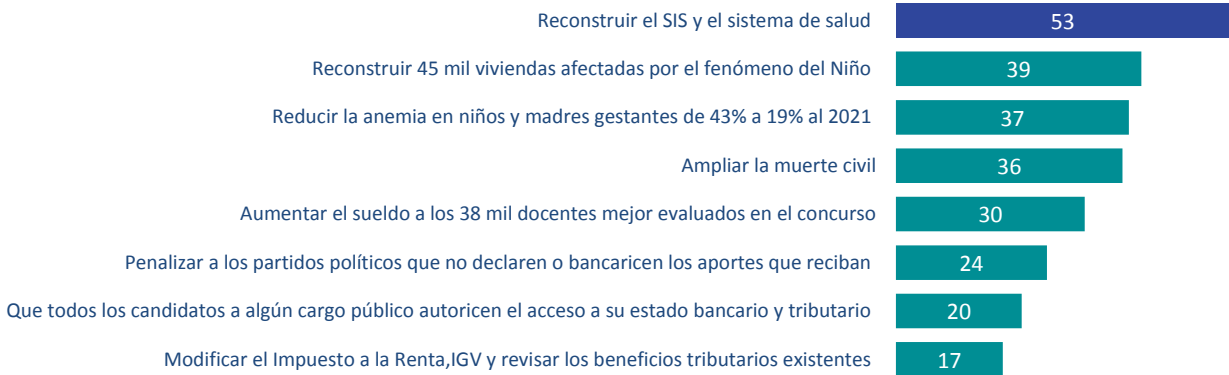 Reconstruir el SIS y el sistema de salud 53
Reconstruir 45 mil viviendas afectadas por el fenómeno del Niño 39
Reducir la anemia en niños y madres gestantes de 43% a 19% al 2021 37
Ampliar la muerte civil 36
Aumentar el sueldo a los 38 mil docentes mejor evaluados en el concurso 30
Penalizar a los partidos políticos que no declaren o bancaricen los aportes que reciban 24
Que todos los candidatos a algún cargo público autoricen el acceso a su estado bancario y tributario 20
Modificar el Impuesto a la Renta,IGV y revisar los beneficios tributarios existentes 17